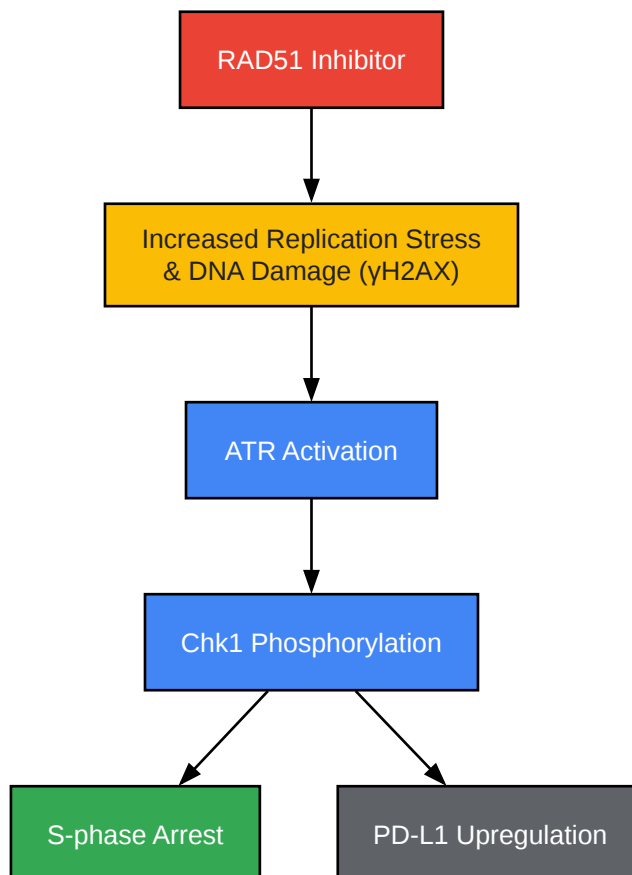 RAD51 Inhibitor
Increased Replication Stress
& DNA Damage (γH2AX)
ATR Activation
Chk1 Phosphorylation
S-phase Arrest
PD-L1 Upregulation